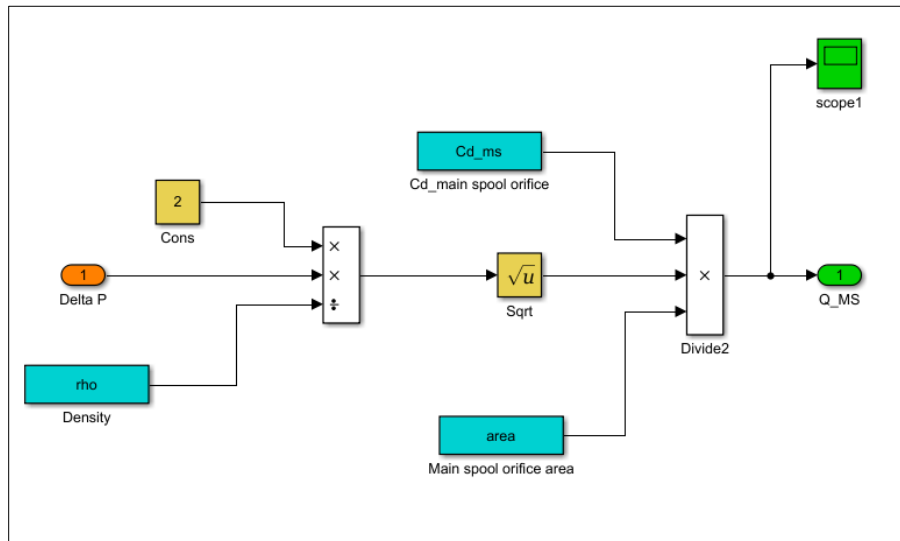 scope1
Cd_ms
Cd_main spool orifice
2
Cons
×
×
÷
1
Delta P
√u
Sqrt
×
Divide2
1
Q_MS
rho
Density
area
Main spool orifice area